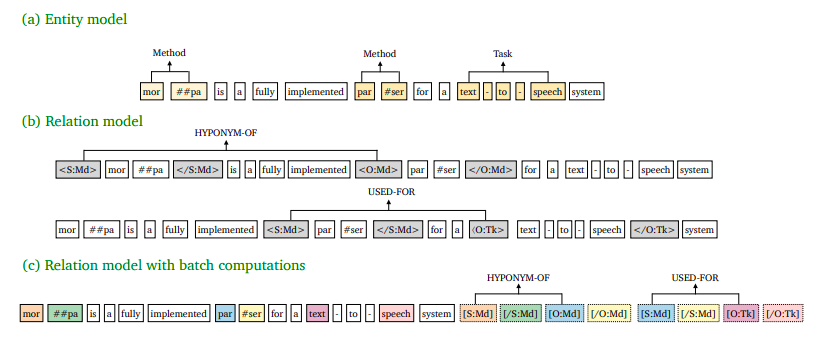 (a) Entity model
Method Method Task
mor ##pa is a fully implemented par #ser for a text - to - speech system
(b) Relation model
HYPONYM-OF
<S:Md> mor ##pa </S:Md> is a fully implemented <O:Md> par #ser </O:Md> for a text - to - speech system
USED-FOR
mor ##pa is a fully implemented <S:Md> par #ser </S:Md> for a <O:Tk> text - to - speech </O:Tk> system
(c) Relation model with batch computations
HYPONYM-OF USED-FOR
mor ##pa is a fully implemented par #ser for a text - to - speech system [S:Md] [/S:Md] [O:Md] [/O:Md] [S:Md] [/S:Md] [O:Tk] [/O:Tk]